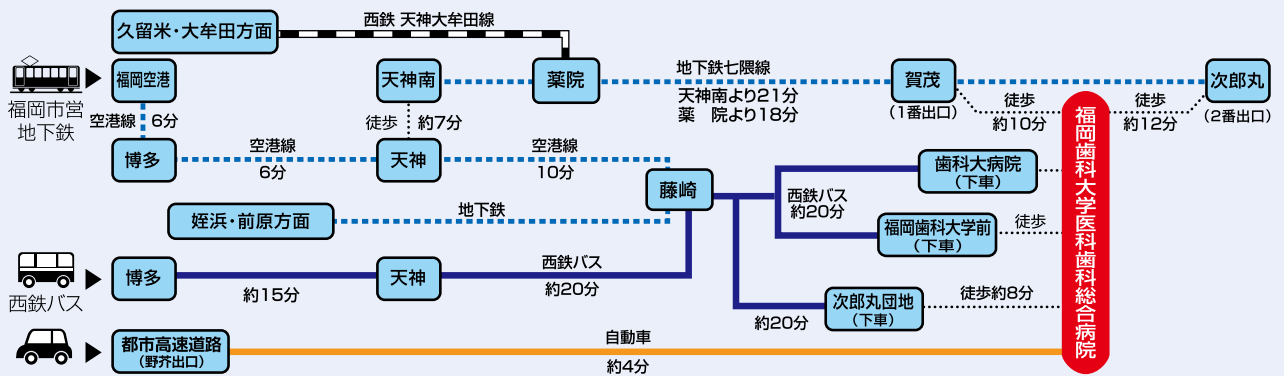 久留米・大牟田方面
西鉄 天神大牟田線
福岡市営
地下鉄
福岡空港
天神南
薬院
地下鉄七隈線
天神南より21分
薬 院より18分
賀茂
(1番出口)
次郎丸
(2番出口)
空港線 6分
徒歩 約7分
徒歩
約10分
徒歩
約12分
博多
空港線
6分
天神
空港線
10分
藤崎
姪浜・前原方面
地下鉄
西鉄バス
約20分
歯科大病院
(下車)
福岡歯科大学前
(下車)
徒歩
西鉄バス
博多
約15分
天神
西鉄バス
約20分
約20分
次郎丸団地
(下車)
徒歩約8分
都市高速道路
(野芥出口)
自動車
約4分
福岡歯科大学医科歯科総合病院